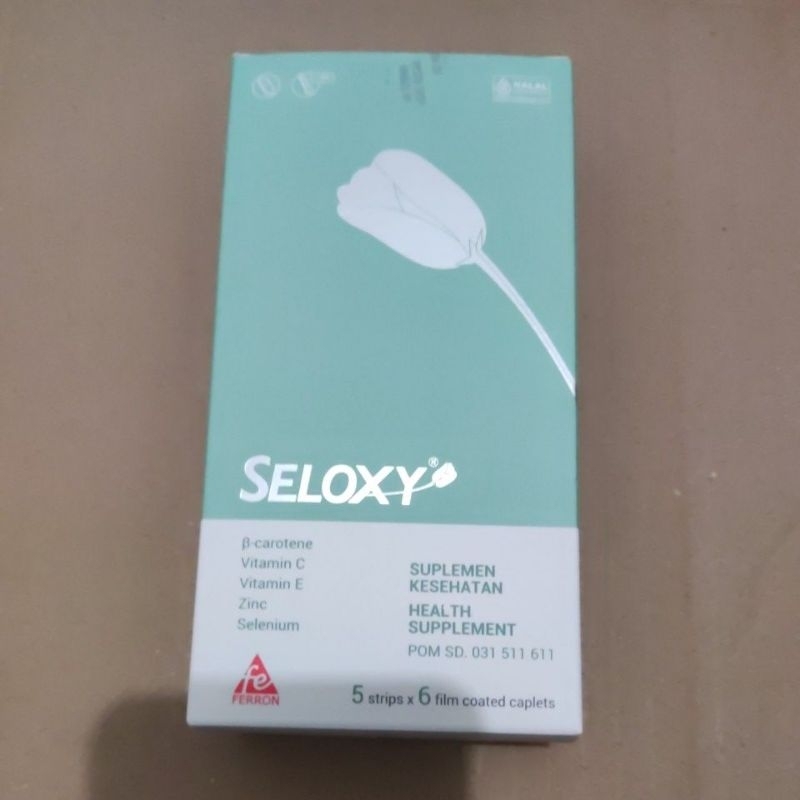 HALAL
SELOXY®
β-carotene
Vitamin C
Vitamin E
Zinc
Selenium
SUPLEMEN
KESEHATAN
HEALTH
SUPPLEMENT
POM SD. 031 511 611
fe
FERRON
5 strips x 6 film coated caplets